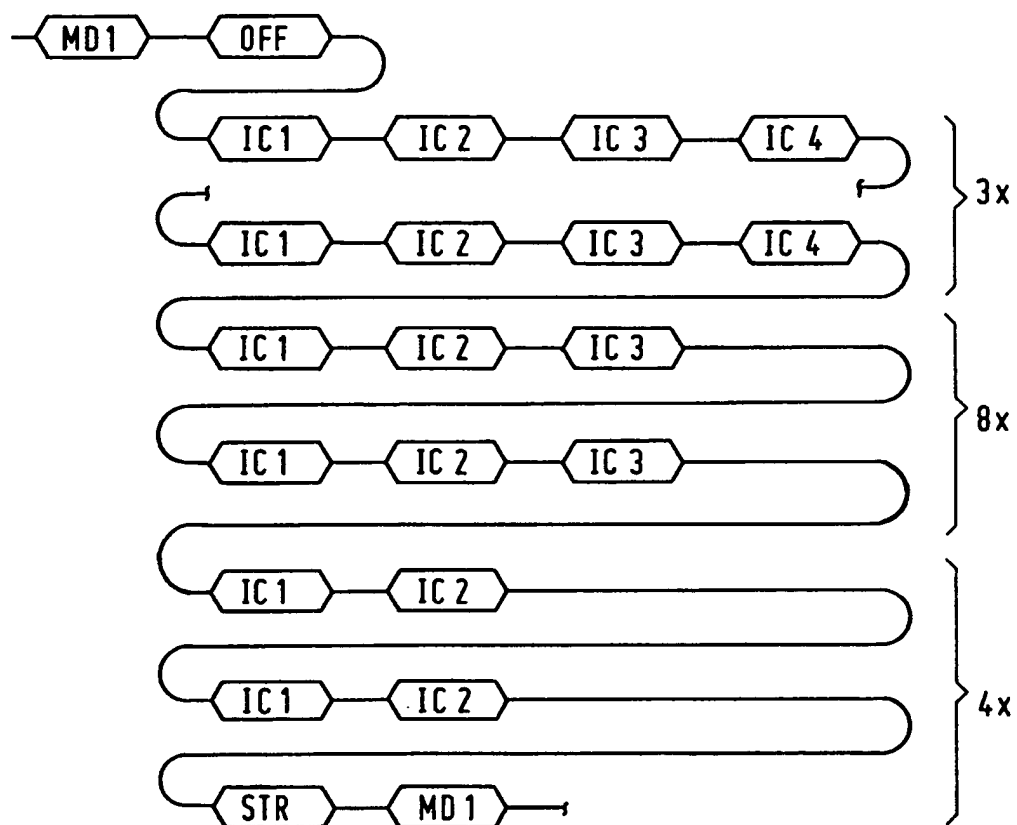 MD1 OFF
IC1 IC2 IC3 IC4
3x
IC1 IC2 IC3 IC4
IC1 IC2 IC3
8x
IC1 IC2 IC3
IC1 IC2
IC1 IC2
4x
STR MD1